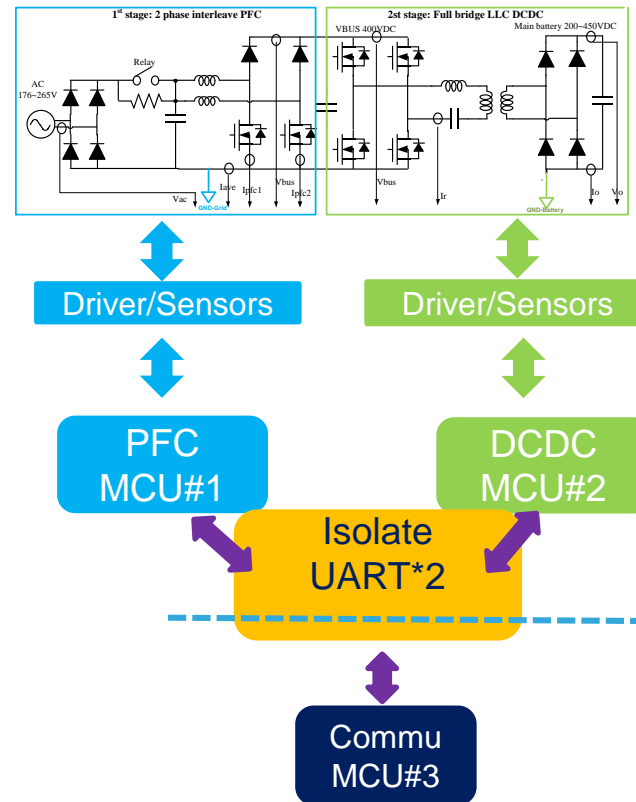 1st stage: 2 phase interleave PFC
2st stage: Full bridge LLC DCDC
VBUS 400VDC
Main battery 200~450VDC
Relay
AC
176~265V
Iave
Ipfc1
Vbus
Ipfc2
Vac
GND-Grid
Vbus
Ir
GND-Battery
Io
Vo
Driver/Sensors
Driver/Sensors
PFC
MCU#1
DCDC
MCU#2
Isolate
UART*2
Commu
MCU#3